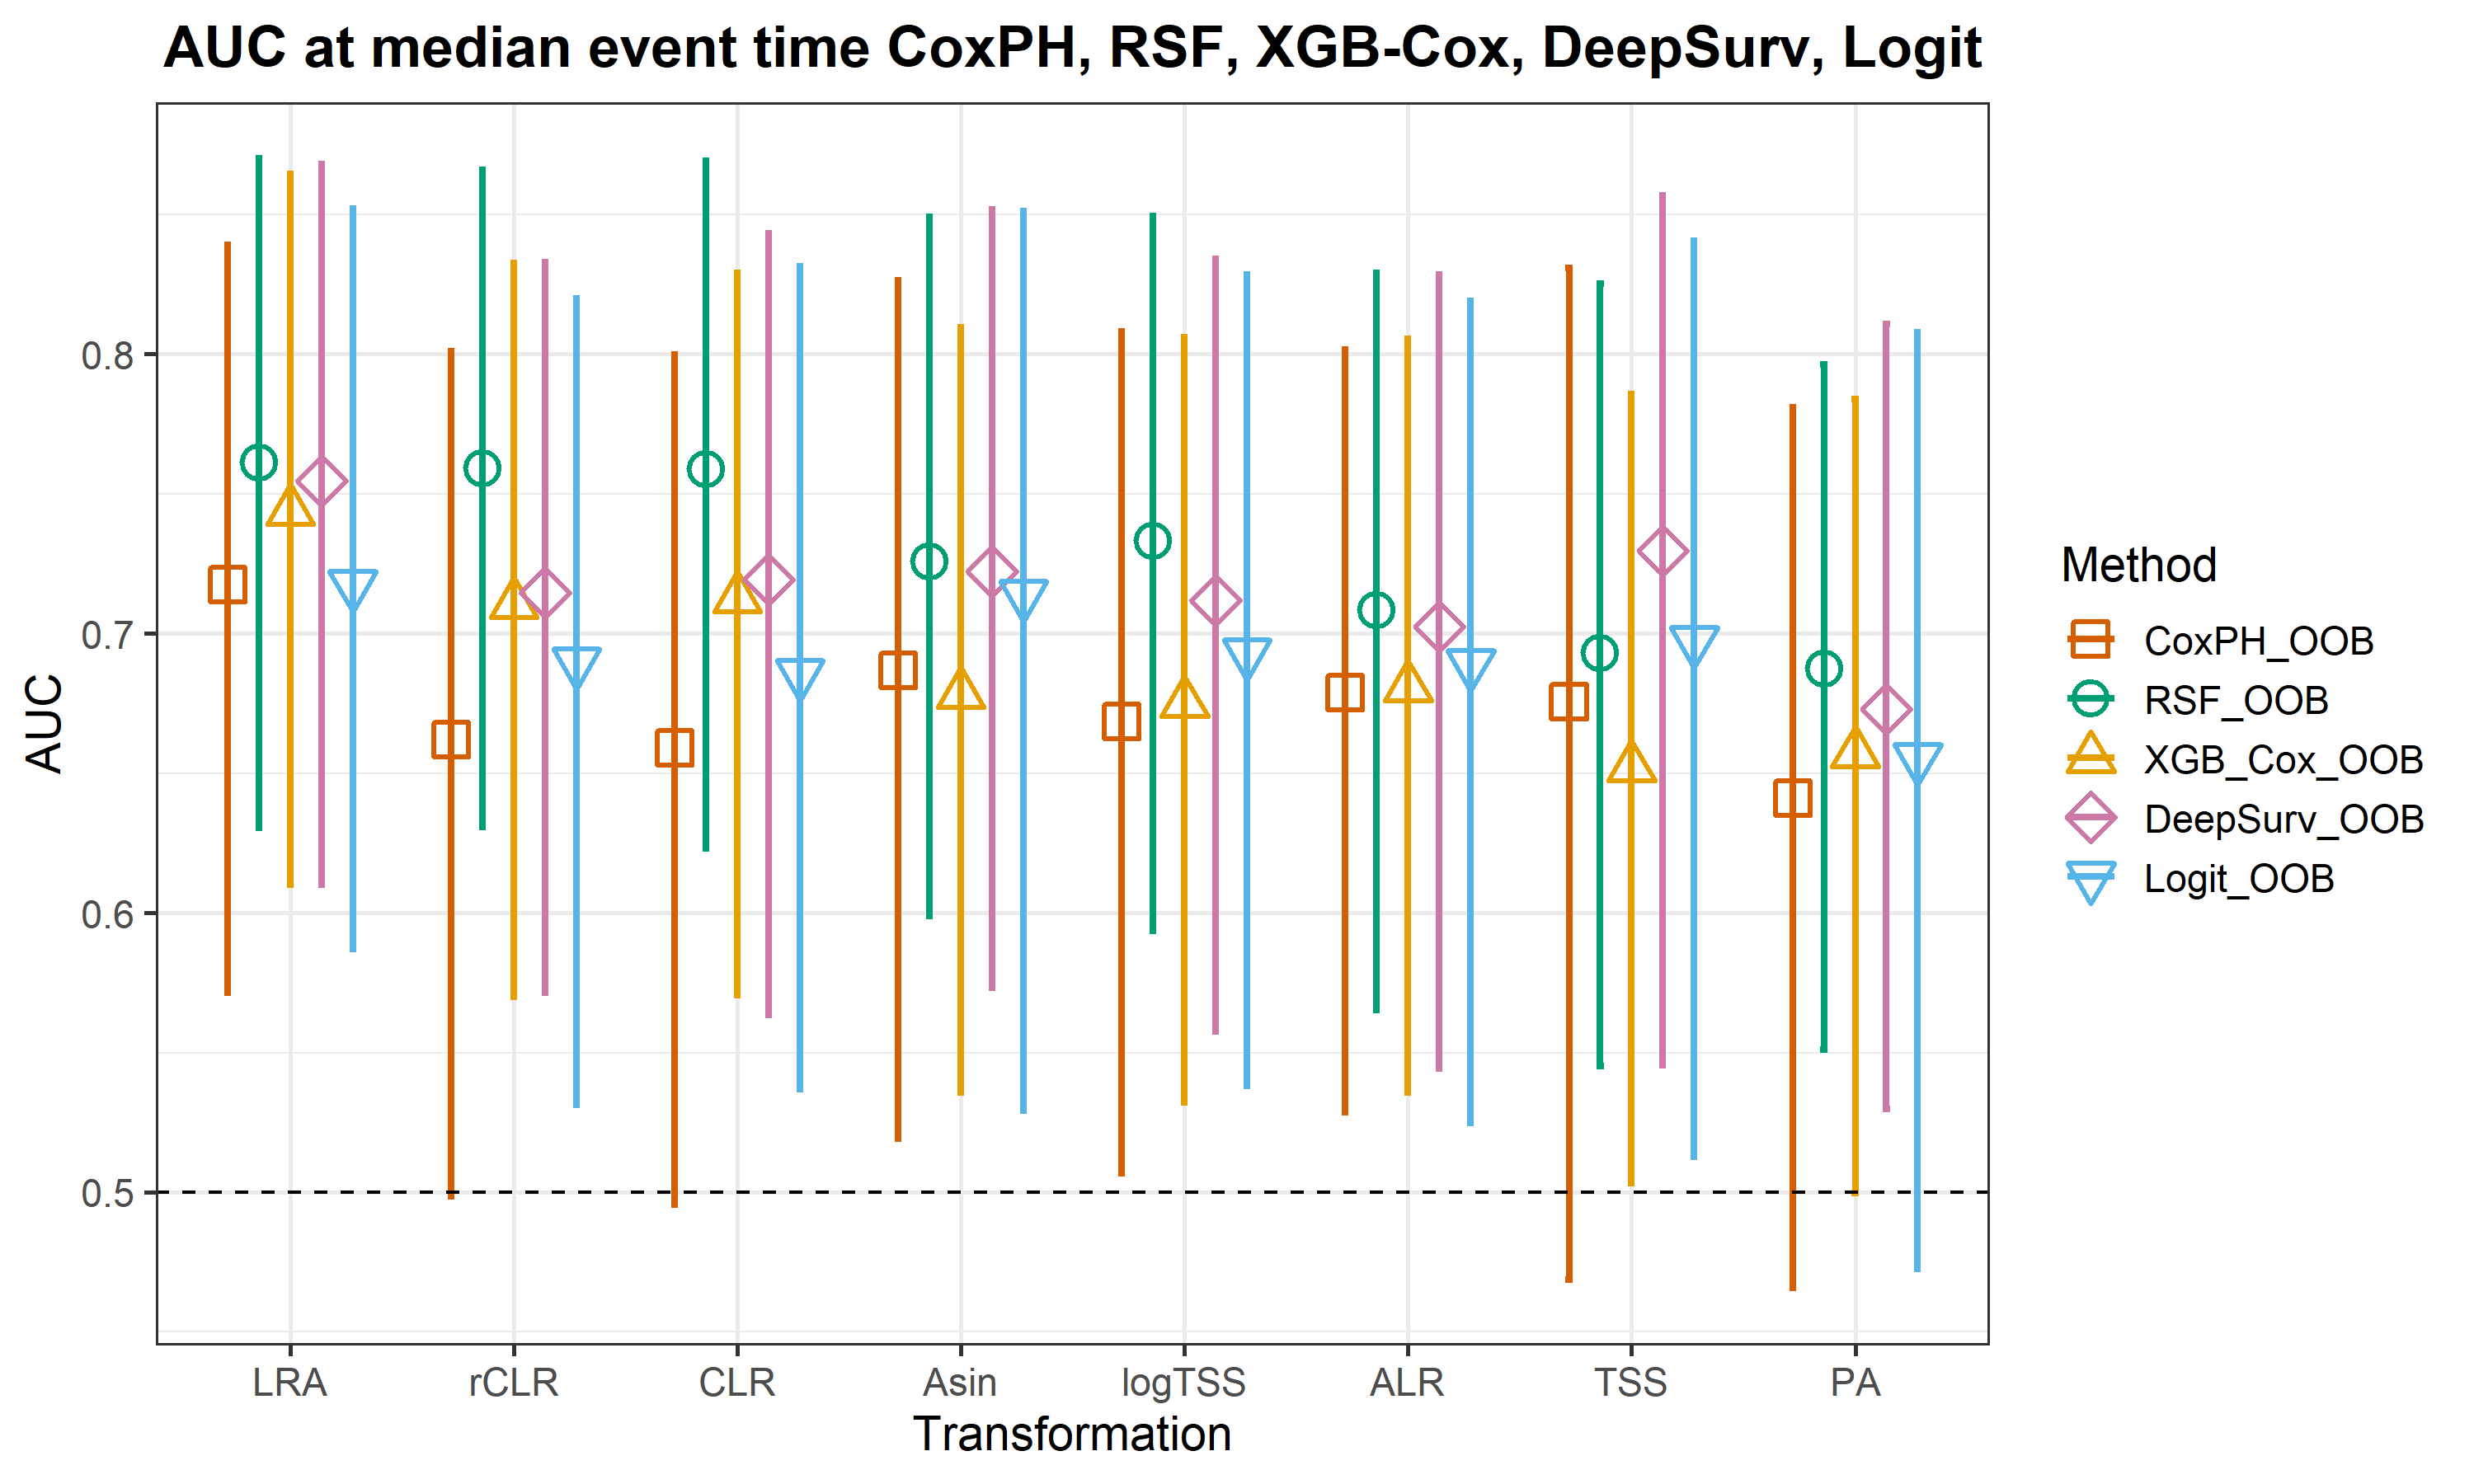 AUC at median event time CoxPH, RSF, XGB-Cox, DeepSurv, Logit
AUC
0.8
0.7
0.6
0.5
LRA rCLR CLR Asin logTSS ALR TSS PA
Transformation
Method
CoxPH_OOB
RSF_OOB
XGB_Cox_OOB
DeepSurv_OOB
Logit_OOB